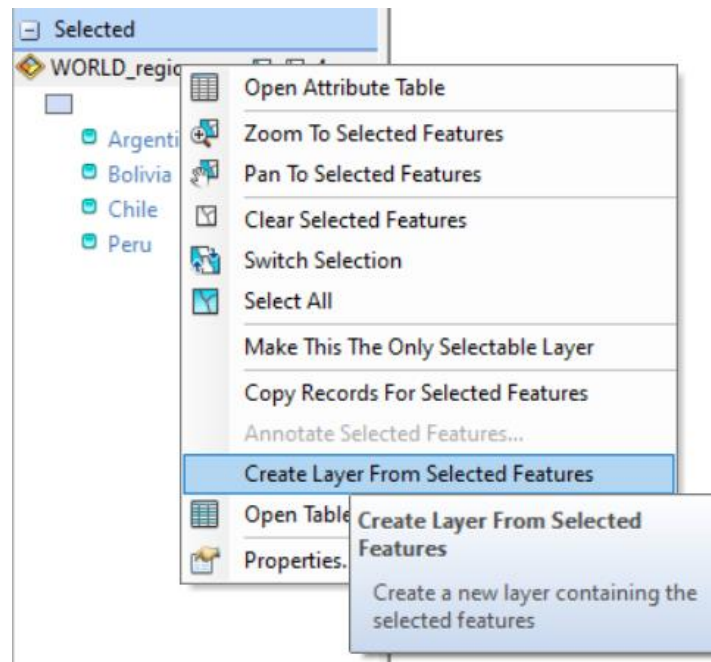 Selected
WORLD_regio 4
Open Attribute Table
Argenti
Zoom To Selected Features
Bolivia
Pan To Selected Features
Chile
Clear Selected Features
Peru
Switch Selection
Select All
Make This The Only Selectable Layer
Copy Records For Selected Features
Annotate Selected Features...
Create Layer From Selected Features
Open Table
Properties.
Create Layer From Selected
Features
Create a new layer containing the
selected features